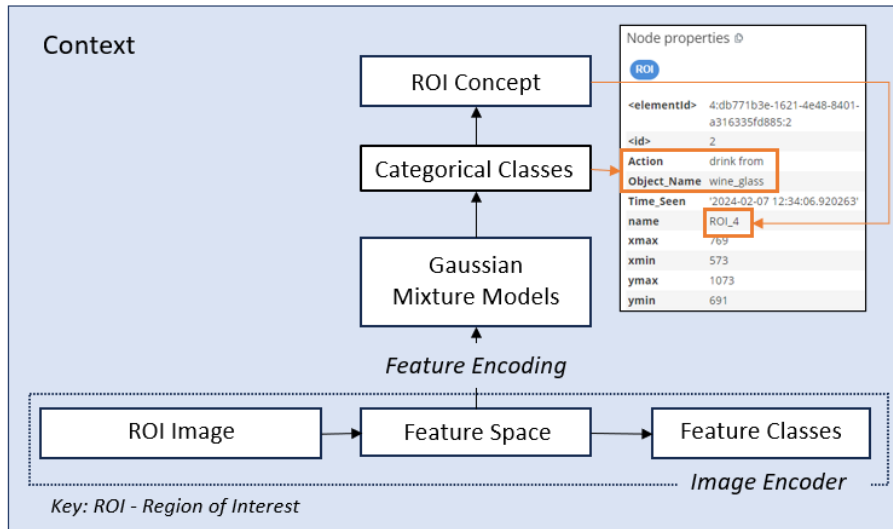 Context
ROI Concept
Categorical Classes
Gaussian
Mixture Models
Feature Encoding
ROI Image
Feature Space
Feature Classes
Image Encoder
Key: ROI - Region of Interest
Node properties
ROI
<elementId> 4:db771b3e-1621-4e48-8401-
a316335fd885:2
<id> 2
Action drink from
Object_Name wine_glass
Time_Seen '2024-02-07 12:34:06.920263'
name ROI_4
xmax 769
xmin 573
ymax 1073
ymin 691